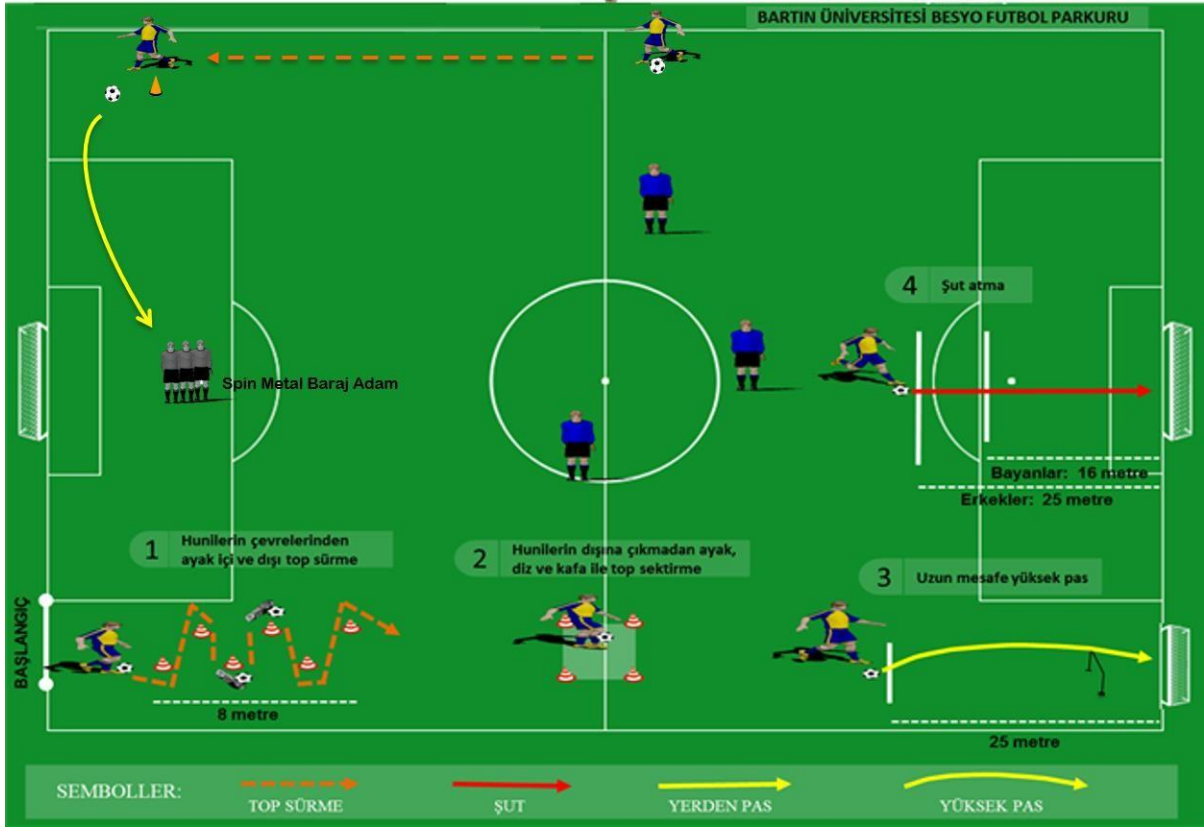 BARTIN ÜNİVERSİTESİ BESYO FUTBOL PARKURU
4 Şut atma
Spin Metal Baraj Adam
Bayanlar: 16 metre
Erkekler: 25 metre
1 Hunilerin çevrelerinden
ayak içi ve dışı top sürme
2 Hunilerin dışına çıkmadan ayak,
diz ve kafa ile top sektirme
3 Uzun mesafe yüksek pas
BAŞLANGIÇ
8 metre
25 metre
SEMBOLLER:
TOP SÜRME
ŞUT
YERDEN PAS
YÜKSEK PAS